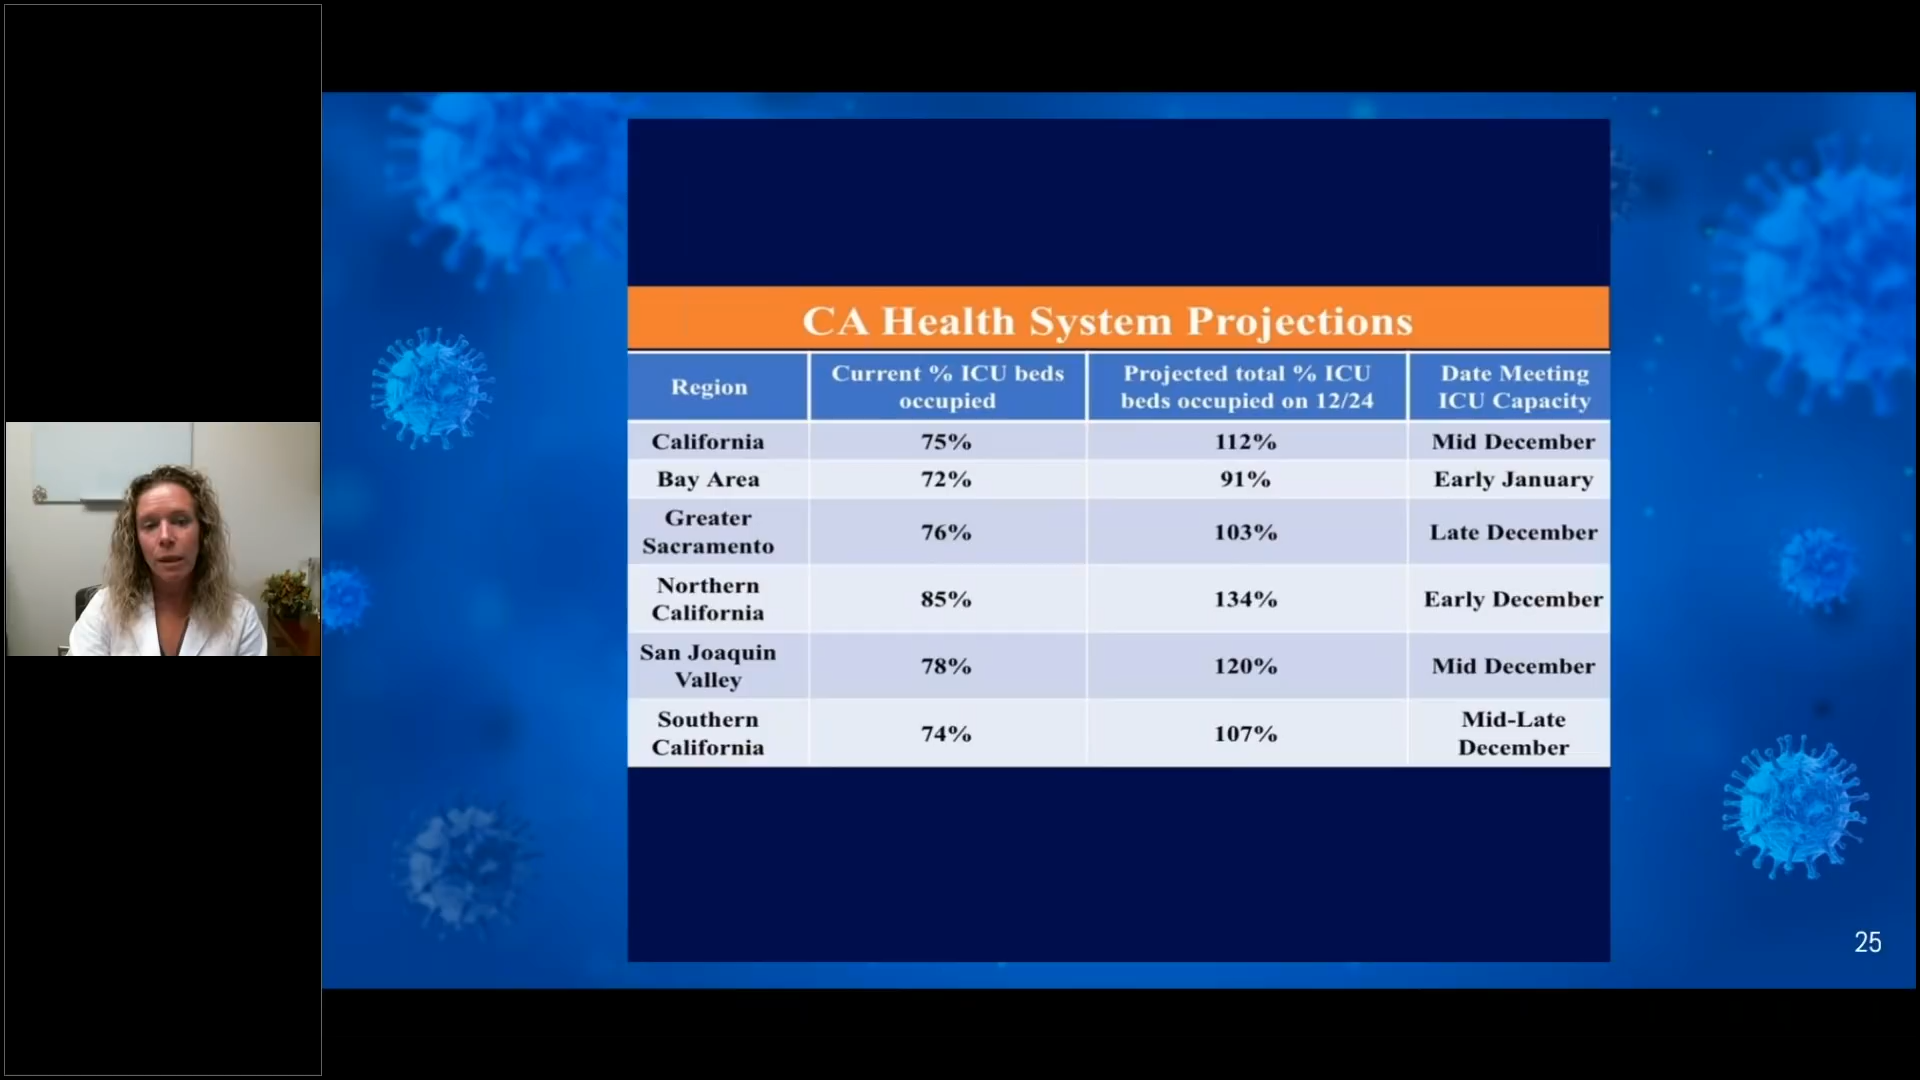 CA Health System Projections
Region
Current % ICU beds
occupied
Projected total % ICU
beds occupied on 12/24
Date Meeting
ICU Capacity
California
75%
112%
Mid December
Bay Area
72%
91%
Early January
Greater
Sacramento
76%
103%
Late December
Northern
California
85%
134%
Early December
San Joaquin
Valley
78%
120%
Mid December
Southern
California
74%
107%
Mid-Late
December
25